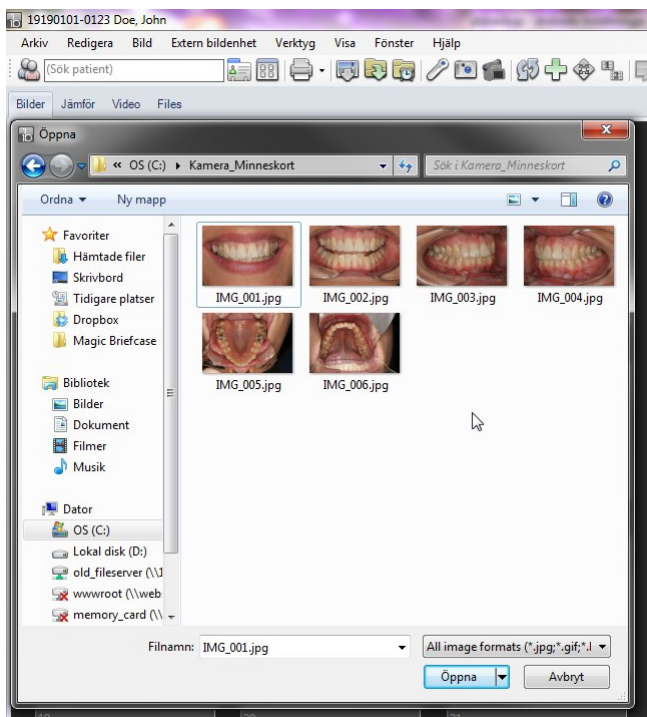 19190101-0123 Doe, John
Arkiv Redigera Bild Extern bildenhet Verktyg Visa Fönster Hjälp
(Sök patient)
Bilder Jämför Video Files
Öppna
« OS (C:) Kamera_Minneskort
Sök i Kamera_Minneskort
Ordna Ny mapp
Favoriter
Hämtade filer
Skrivbord
Tidigare platser
Dropbox
Magic Briefcase
Bibliotek
Bilder
Dokument
Filmer
Musik
Dator
OS (C:)
Lokal disk (D:)
old_fileserver (\\1
wwwroot (\\web
memory_card (\\
IMG_001.jpg IMG_002.jpg IMG_003.jpg IMG_004.jpg
IMG_005.jpg IMG_006.jpg
Filnamn: IMG_001.jpg
All image formats (*.jpg;*.gif;*.l
Öppna Avbryt
19 20 21